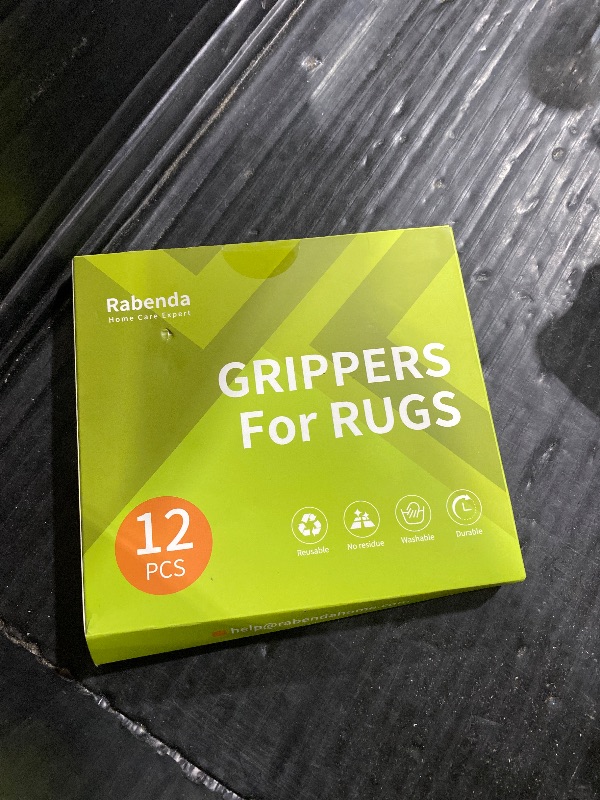 Rabenda
Home Care Expert
GRIPPERS
For RUGS
12
PCS
Reusable
No residue
Washable
Durable